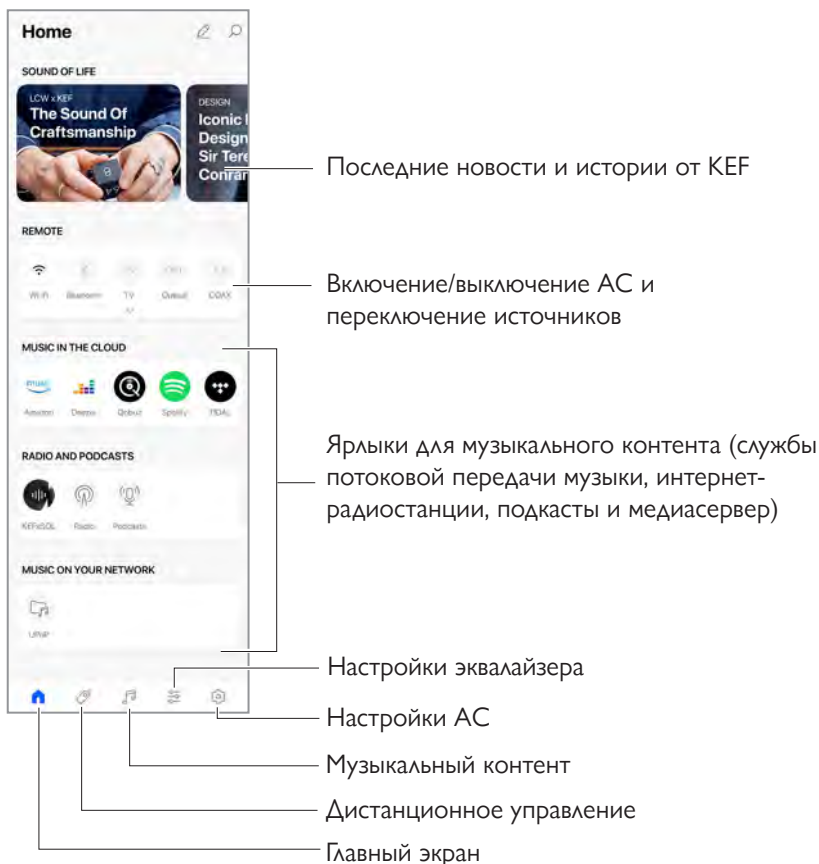 Home
SOUND OF LIFE
LCW x KEF
The Sound Of
Craftsmanship
DESIGN
Iconic
Design
Sir Tere
Conran
Последние новости и истории от KEF
REMOTE
Wi-Fi Bluetooth TV Optical COAX
Включение/выключение АС и
переключение источников
MUSIC IN THE CLOUD
music
Amazon Deezer Qobuz Spotify TIDAL
Ярлыки для музыкального контента (службы
потоковой передачи музыки, интернет-
радиостанции, подкасты и медиасервер)
RADIO AND PODCASTS
KEFxSOL Radio Podcasts
MUSIC ON YOUR NETWORK
UPnP
Настройки эквалайзера
Настройки АС
Музыкальный контент
Дистанционное управление
Главный экран